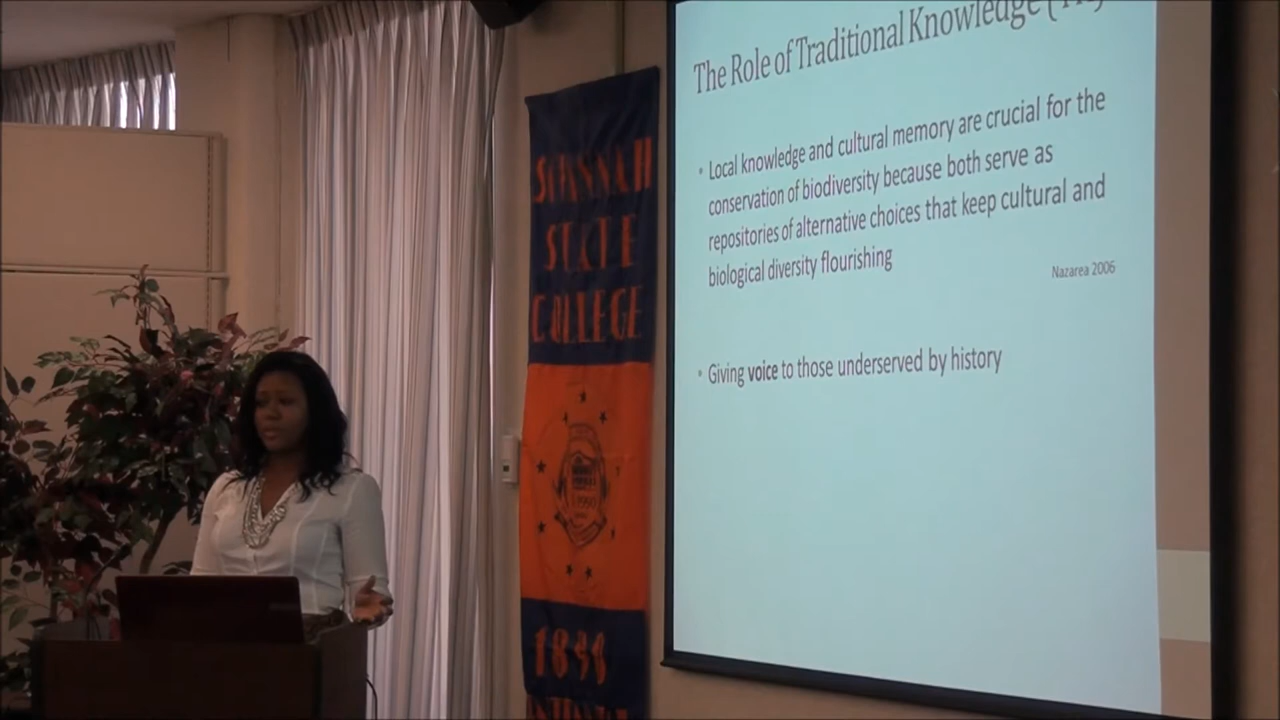 SAVANNAH
STATE
COLLEGE
1950
The Role of Traditional Knowledge (
• Local knowledge and cultural memory are crucial for the
conservation of biodiversity because both serve as
repositories of alternative choices that keep cultural and
biological diversity flourishing
Nazarea 2006
• Giving voice to those underserved by history